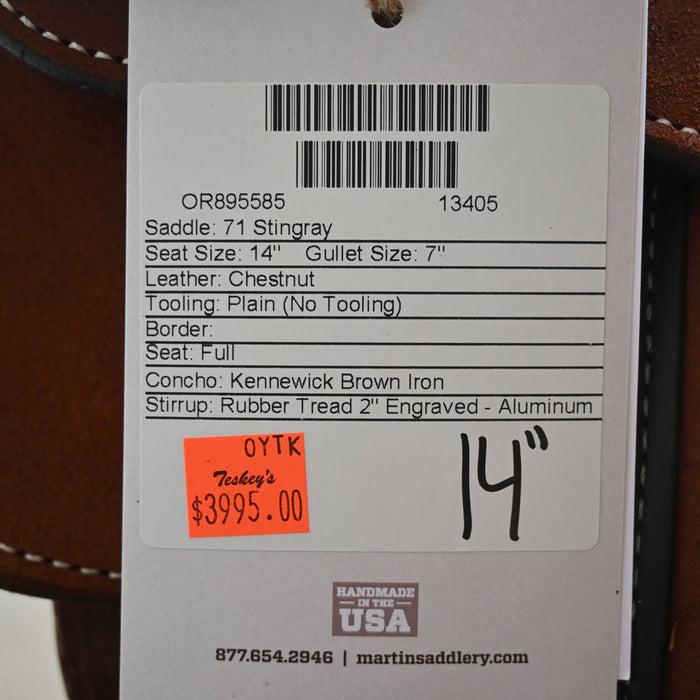 OR895585 13405
Saddle: 71 Stingray
Seat Size: 14" Gullet Size: 7"
Leather: Chestnut
Tooling: Plain (No Tooling)
Border:
Seat: Full
Concho: Kennewick Brown Iron
Stirrup: Rubber Tread 2" Engraved - Aluminum
OYTK
Teskey's
$3995.00
14"
HANDMADE
IN THE
USA
877.654.2946 | martinsaddlery.com